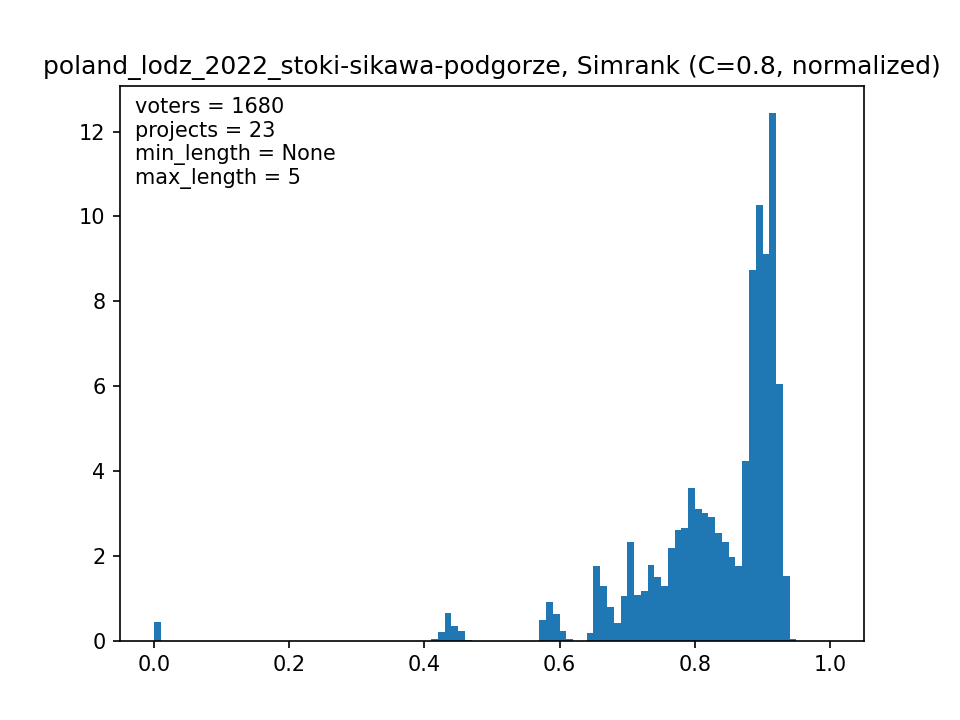 poland_lodz_2022_stoki-sikawa-podgorze, Simrank (C=0.8, normalized)
voters = 1680
projects = 23
min_length = None
max_length = 5
12
10
8
6
4
2
0
0.0 0.2 0.4 0.6 0.8 1.0